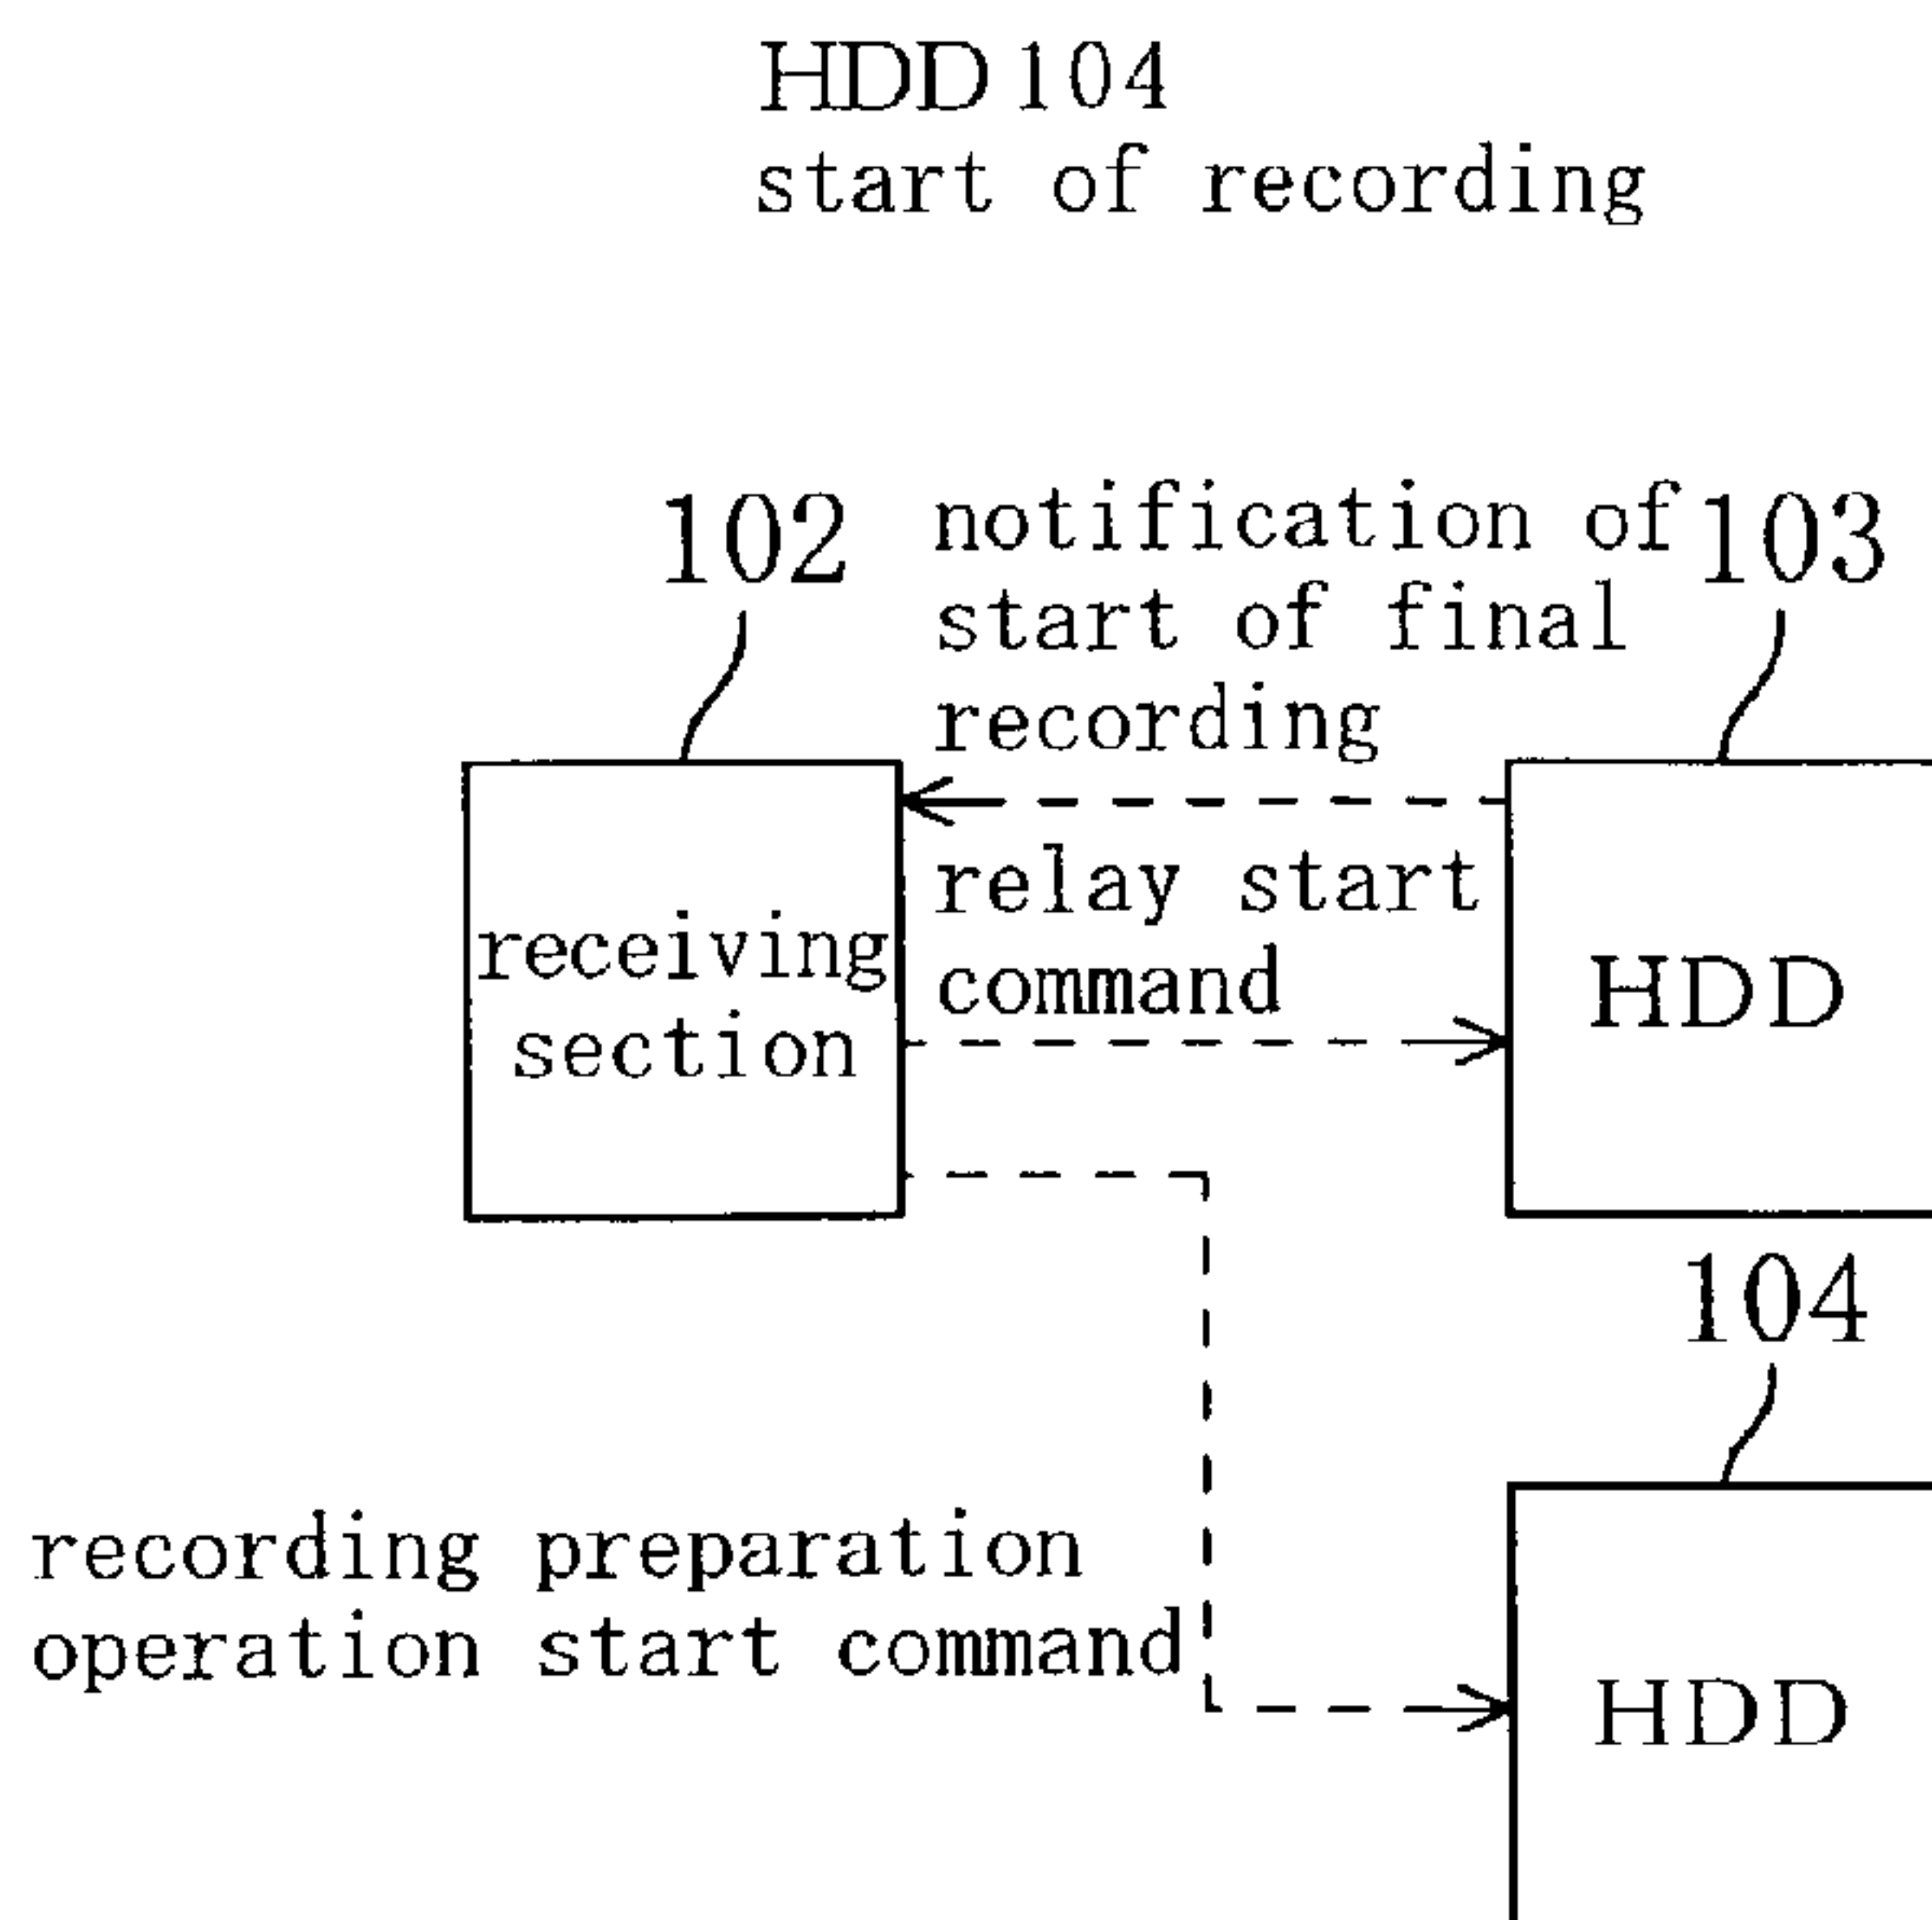 HDD 104
start of recording
102
notification of
start of final
recording
103
relay start
command
receiving
section
HDD
104
recording preparation
operation start command
HDD